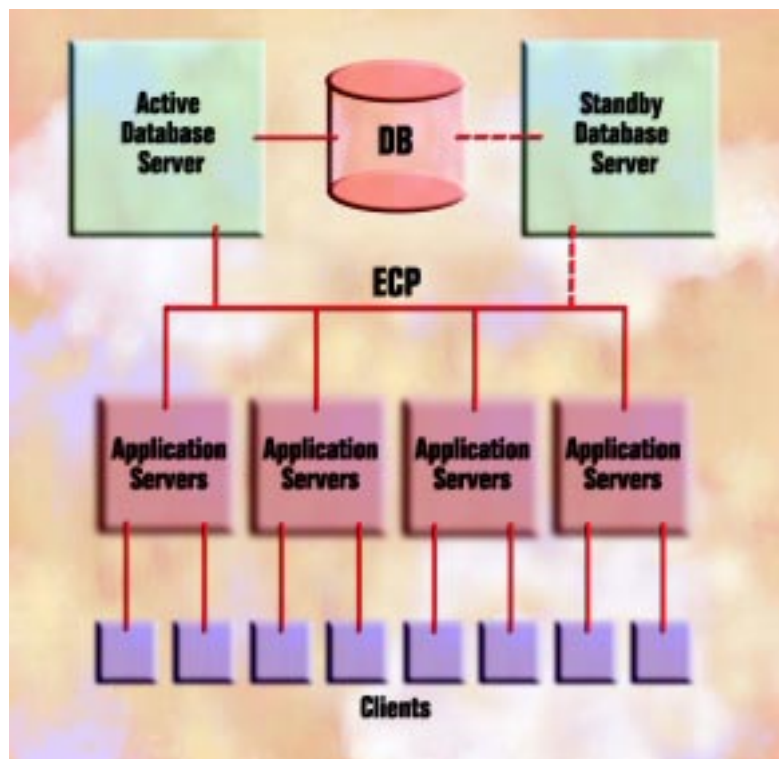 Active
Database
Server
DB
Standby
Database
Server
ECP
Application
Servers
Application
Servers
Application
Servers
Application
Servers
Clients